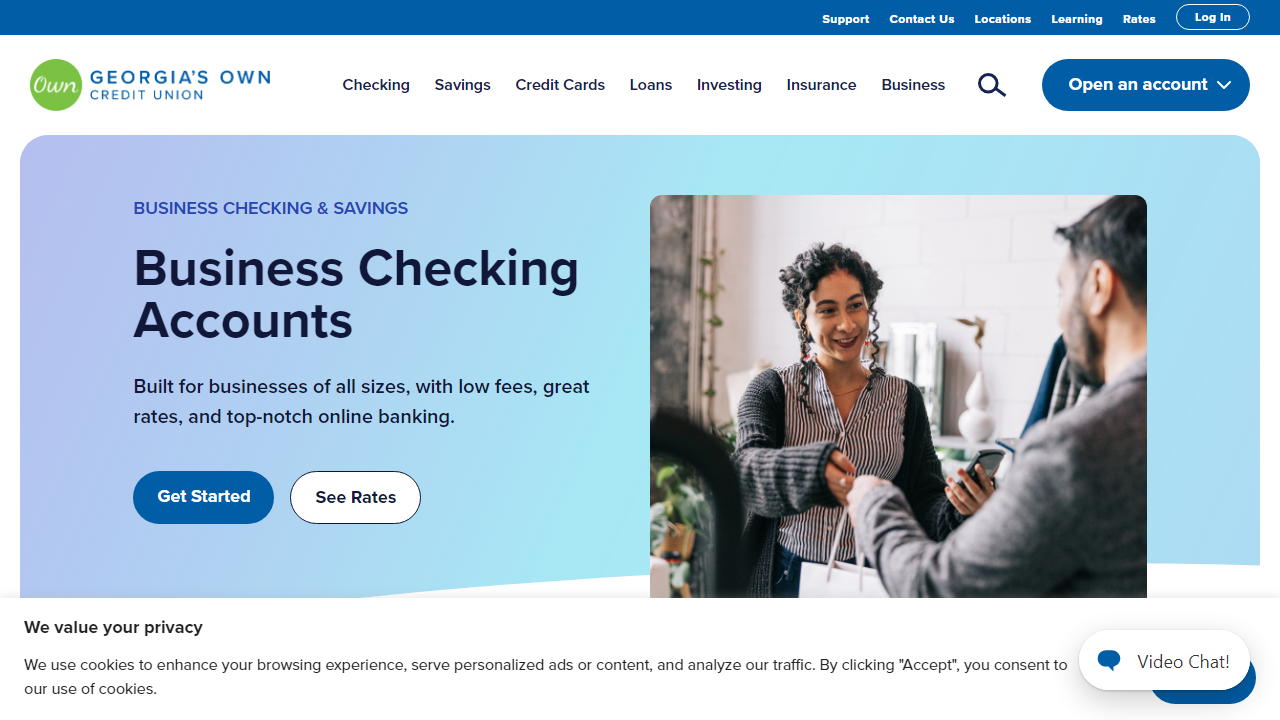 Support Contact Us Locations Learning Rates Log In
Own GEORGIA'S OWN
CREDIT UNION
Checking Savings Credit Cards Loans Investing Insurance Business Open an account
BUSINESS CHECKING & SAVINGS
Business Checking
Accounts
Built for businesses of all sizes, with low fees, great
rates, and top-notch online banking.
Get Started See Rates
We value your privacy
We use cookies to enhance your browsing experience, serve personalized ads or content, and analyze our traffic. By clicking "Accept", you consent to
our use of cookies.
Video Chat!